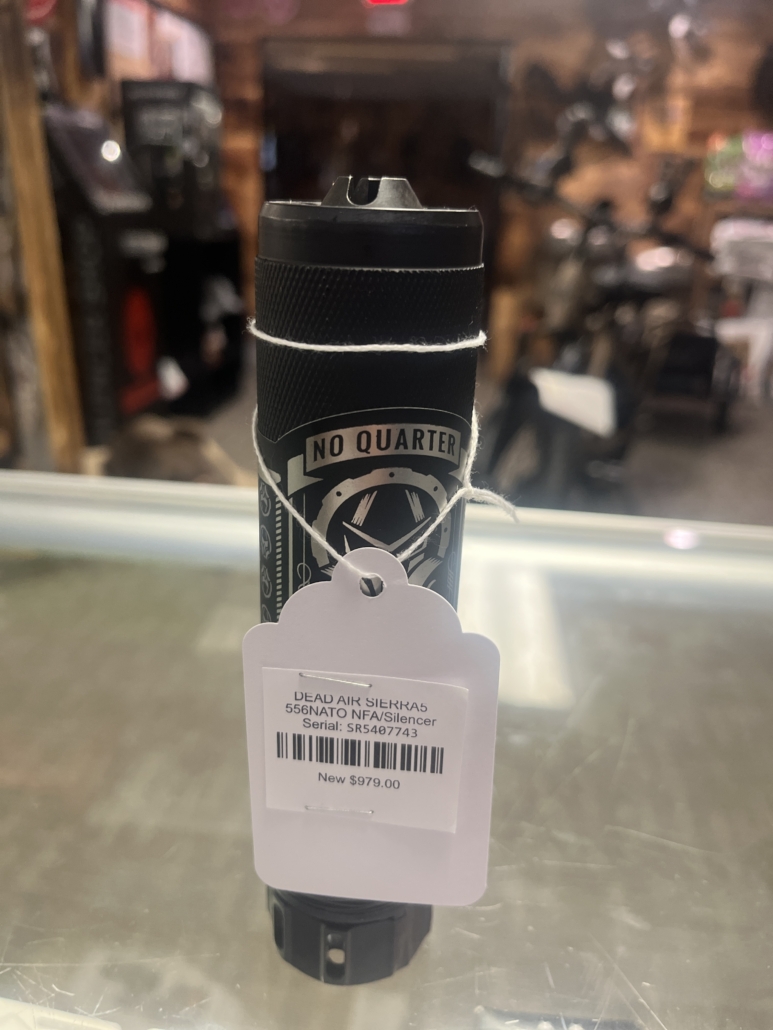 NO QUARTER
DEAD AIR SIERRA5
556NATO NFA/Silencer
Serial: SR5407743
New $979.00